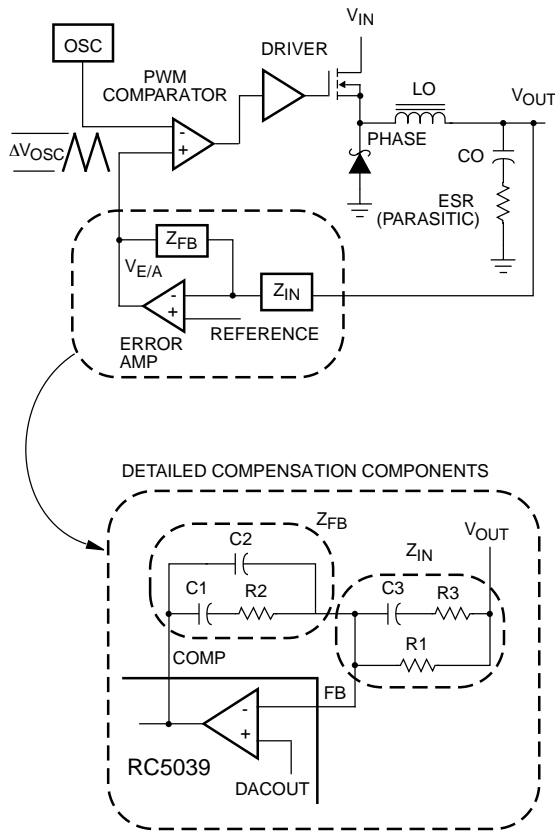 V_IN
OSC
DRIVER
PWM
COMPARATOR
LO
V_OUT
-
+
ΔV_OSC
PHASE
CO
ESR
(PARASITIC)
Z_FB
V_E/A
-
+
Z_IN
REFERENCE
ERROR
AMP
DETAILED COMPENSATION COMPONENTS
Z_FB
V_OUT
C2
Z_IN
C1
R2
C3
R3
R1
COMP
FB
-
+
RC5039
DACOUT